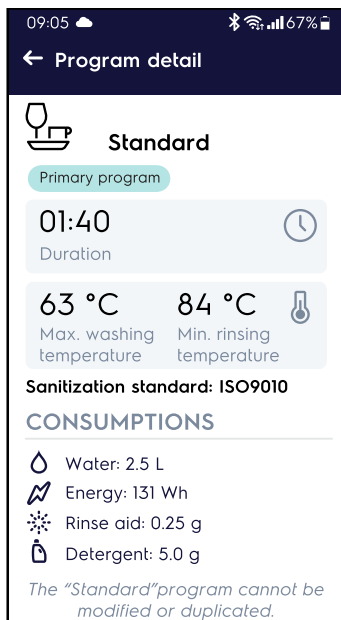 09:05 67%
Program detail
Standard
Primary program
01:40
Duration
63 °C 84 °C
Max. washing Min. rinsing
temperature temperature
Sanitization standard: ISO9010
CONSUMPTIONS
Water: 2.5 L
Energy: 131 Wh
Rinse aid: 0.25 g
Detergent: 5.0 g
The “Standard”program cannot be
modified or duplicated.